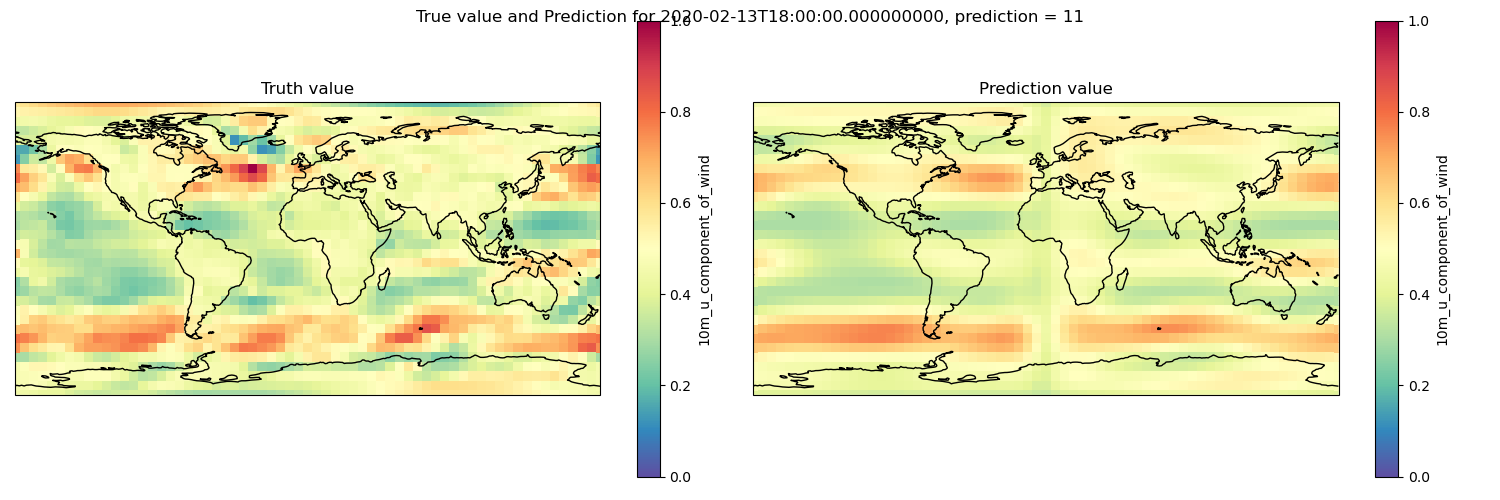 True value and Prediction for 2020-02-13T18:00:00.000000000, prediction = 11
Truth value
1.0
0.8
0.6
0.4
0.2
0.0
10m_u_component_of_wind
Prediction value
1.0
0.8
0.6
0.4
0.2
0.0
10m_u_component_of_wind